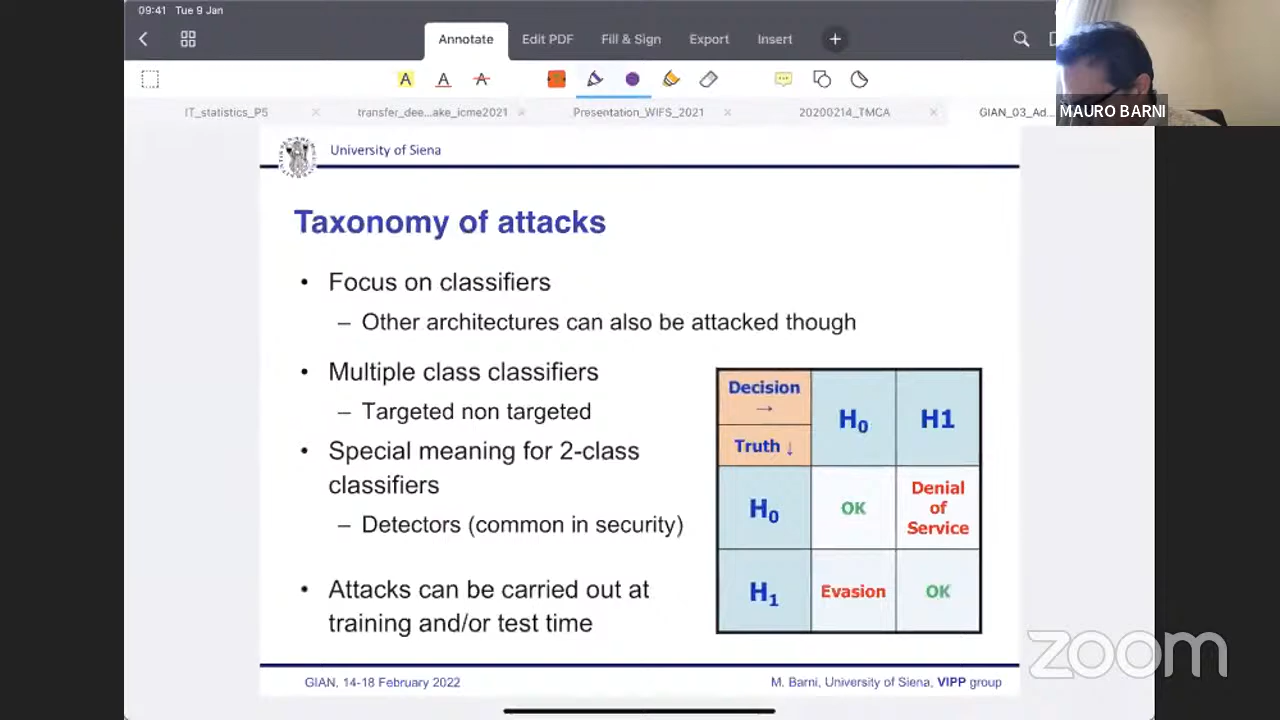 09:41 Tue 9 Jan
Annotate Edit PDF Fill & Sign Export Insert +
A A A
MAURO BARNI
IT_statistics_P5 × transfer_dee...ake_icme2021 × Presentation_WIFS_2021 × 20200214_TMCA × GIAN_03_Ad...
University of Siena
Taxonomy of attacks
• Focus on classifiers
– Other architectures can also be attacked though
• Multiple class classifiers
– Targeted non targeted
• Special meaning for 2-class
classifiers
– Detectors (common in security)
• Attacks can be carried out at
training and/or test time
Decision
→
Truth ↓
H₀
H1
H₀
OK
Denial
of
Service
H₁
Evasion
OK
GIAN, 14-18 February 2022
M. Barni, University of Siena, VIPP group
zoom